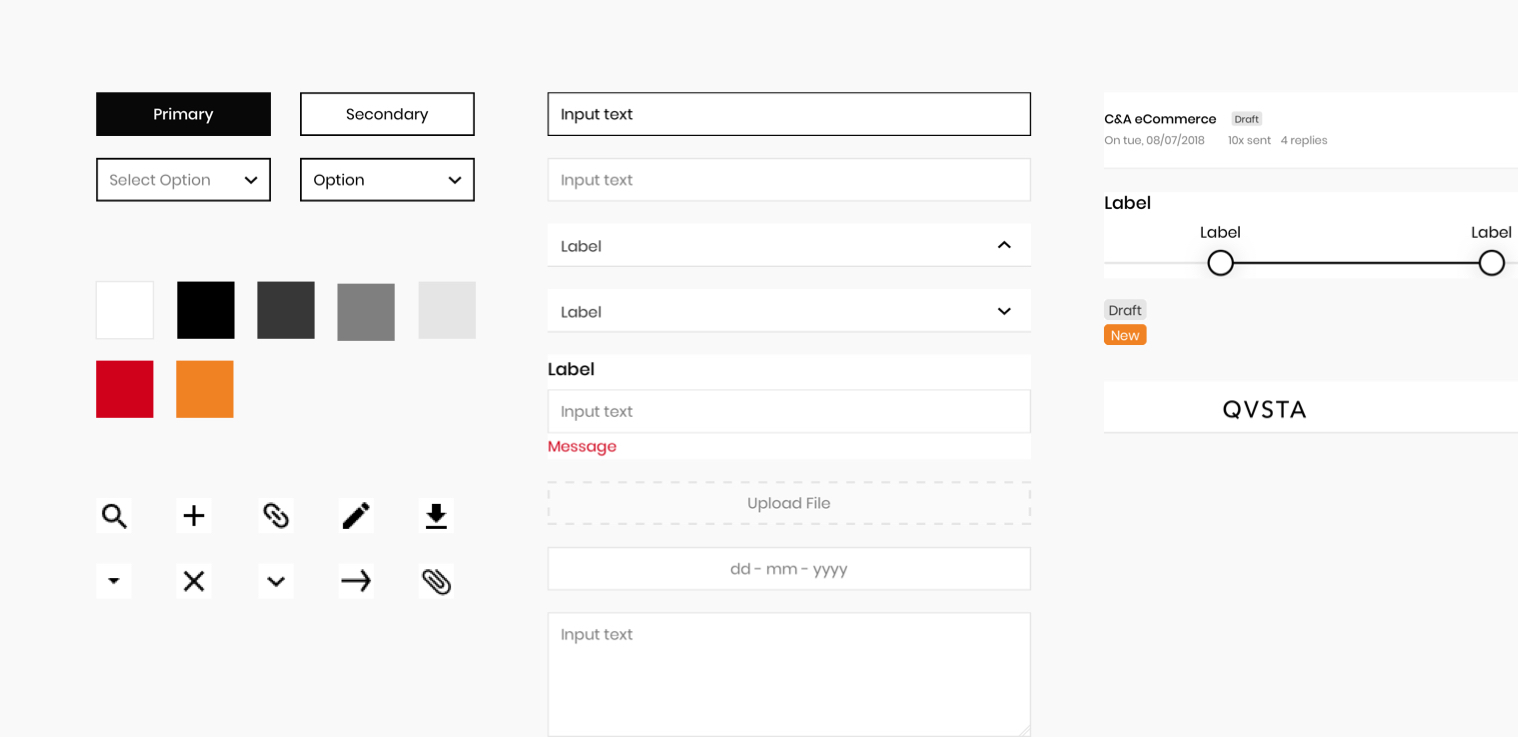 Primary
Secondary
Select Option
Option
Input text
Input text
Label
Label
Label
Input text
Message
Upload File
dd - mm - yyyy
Input text
C&A eCommerce Draft
On tue, 08/07/2018 10x sent 4 replies
Label
Label Label
Draft
New
QVSTA